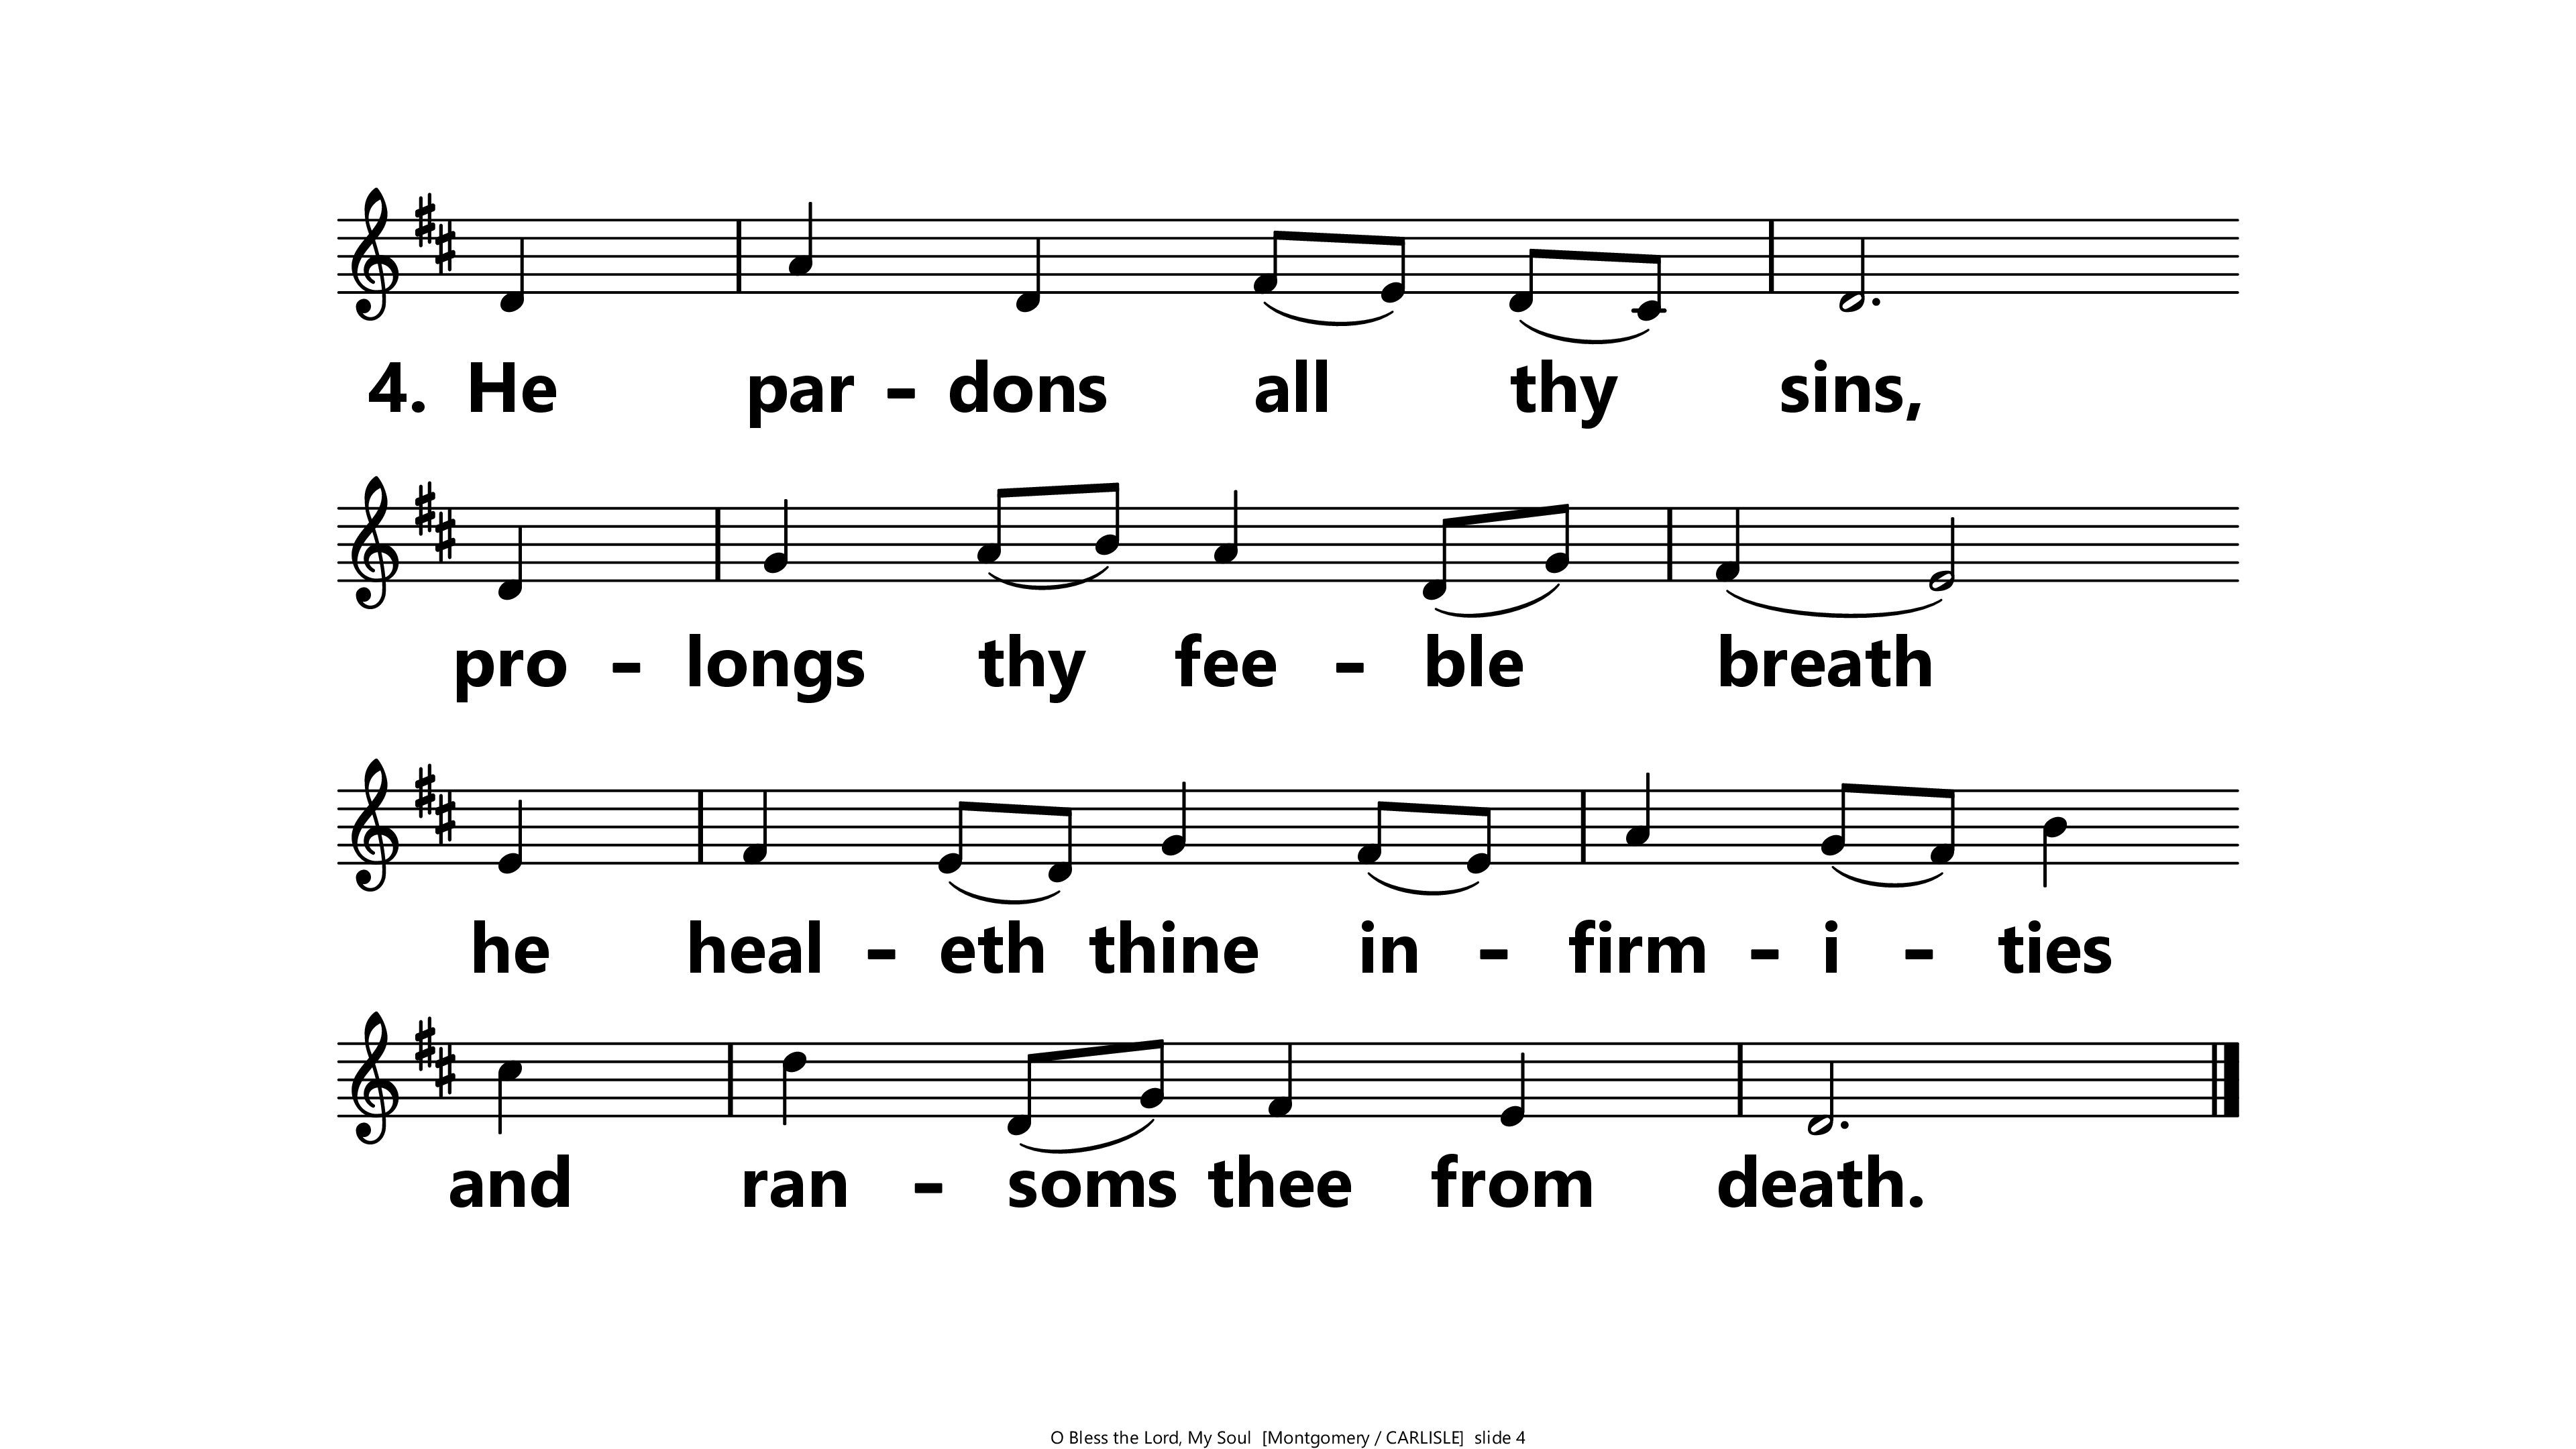 4. He par - dons all thy sins,
pro - longs thy fee - ble breath
he heal - eth thine in - firm - i - ties
and ran - soms thee from death.
O Bless the Lord, My Soul [Montgomery / CARLISLE] slide 4